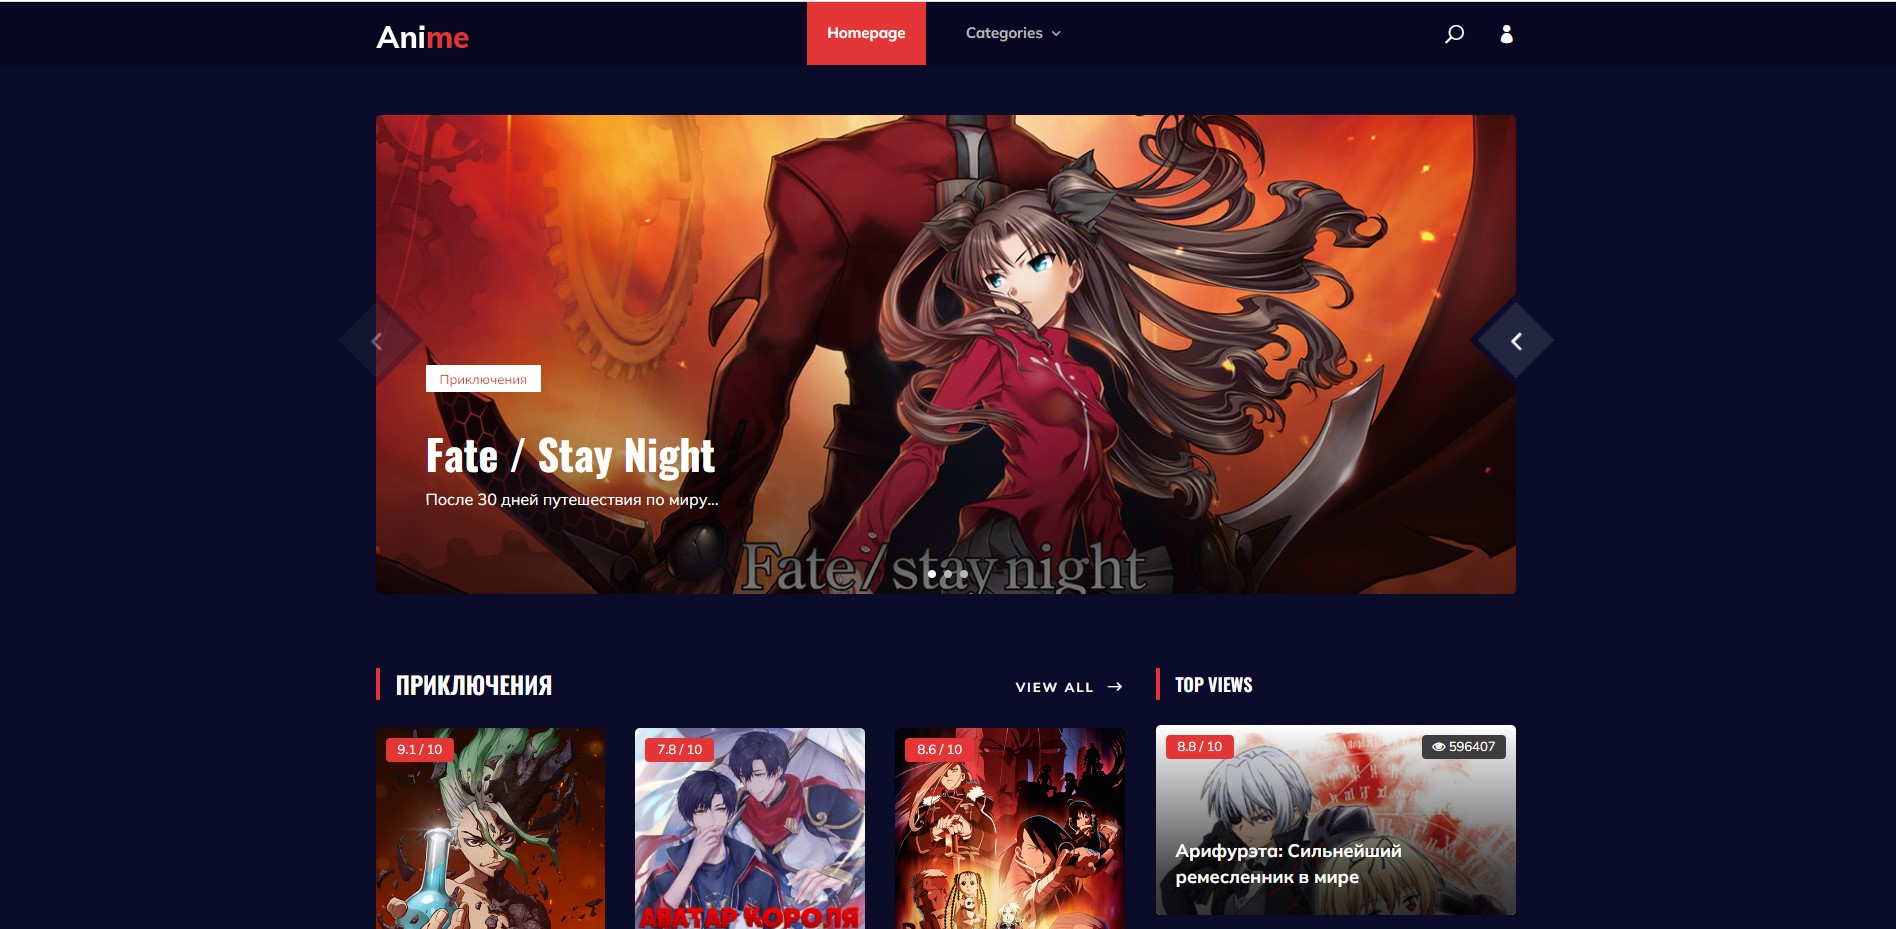 Anime
Homepage
Categories
Приключения
Fate / Stay Night
После 30 дней путешествия по миру...
Fate/stay night
ПРИКЛЮЧЕНИЯ
VIEW ALL
TOP VIEWS
9.1 / 10
7.8 / 10
8.6 / 10
8.8 / 10
596407
Арифурэта: Сильнейший
ремесленник в мире
АВАТАР КОРОЛЯ